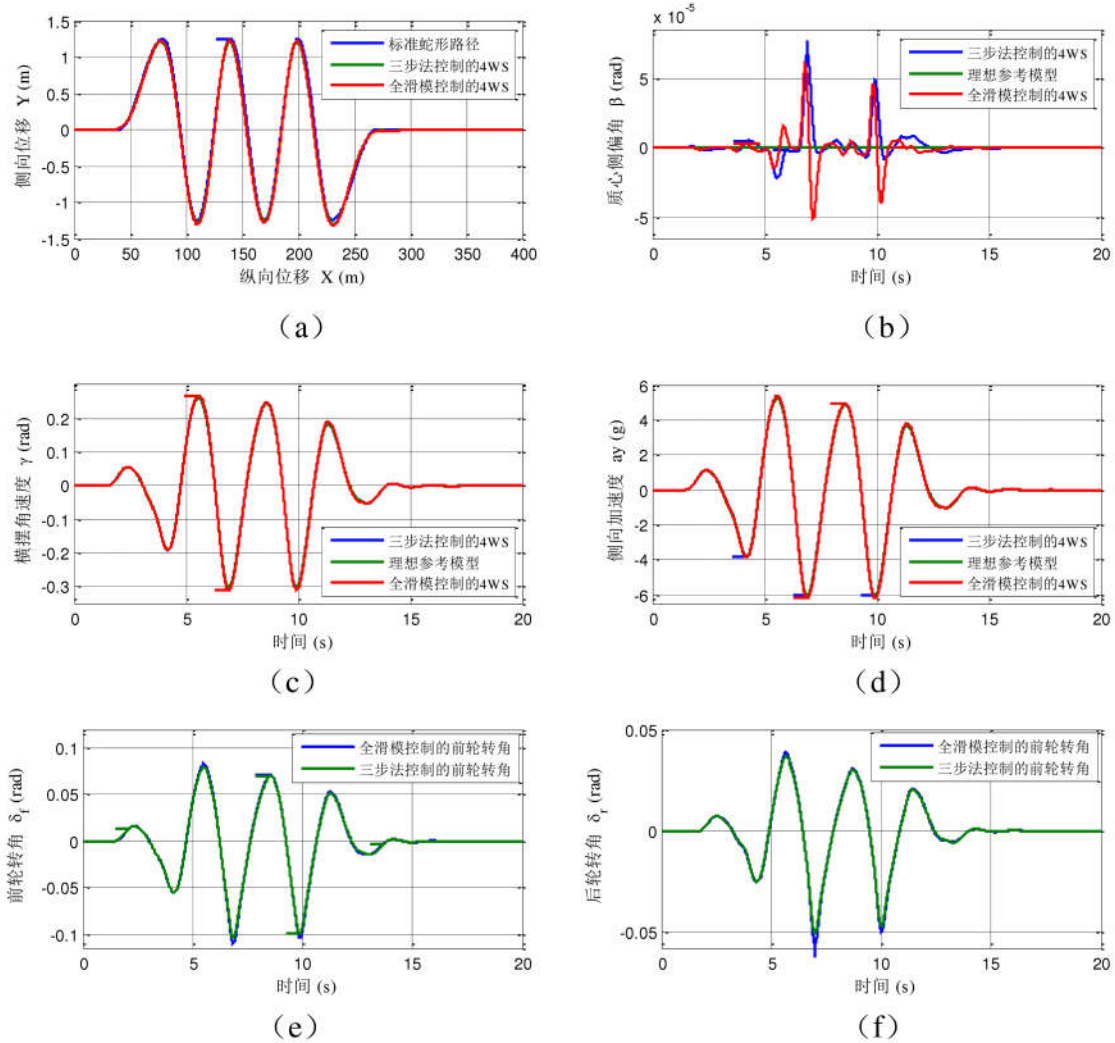 侧向位移 Y (m)
1.5
1
0.5
0
-0.5
-1
-1.5
标准蛇形路径
三步法控制的4WS
全滑模控制的4WS
0 50 100 150 200 250 300 350 400
纵向位移 X (m)
(a)
x 10^-5
质心侧偏角 β (rad)
5
0
-5
三步法控制的4WS
理想参考模型
全滑模控制的4WS
0 5 10 15 20
时间 (s)
(b)
横摆角速度 γ (rad)
0.2
0.1
0
-0.1
-0.2
-0.3
三步法控制的4WS
理想参考模型
全滑模控制的4WS
0 5 10 15 20
时间 (s)
(c)
侧向加速度 ay (g)
6
4
2
0
-2
-4
-6
三步法控制的4WS
理想参考模型
全滑模控制的4WS
0 5 10 15 20
时间 (s)
(d)
前轮转角 δf (rad)
0.1
0.05
0
-0.05
-0.1
全滑模控制的前轮转角
三步法控制的前轮转角
0 5 10 15 20
时间 (s)
(e)
后轮转角 δr (rad)
0.05
0
-0.05
全滑模控制的前轮转角
三步法控制的前轮转角
0 5 10 15 20
时间 (s)
(f)